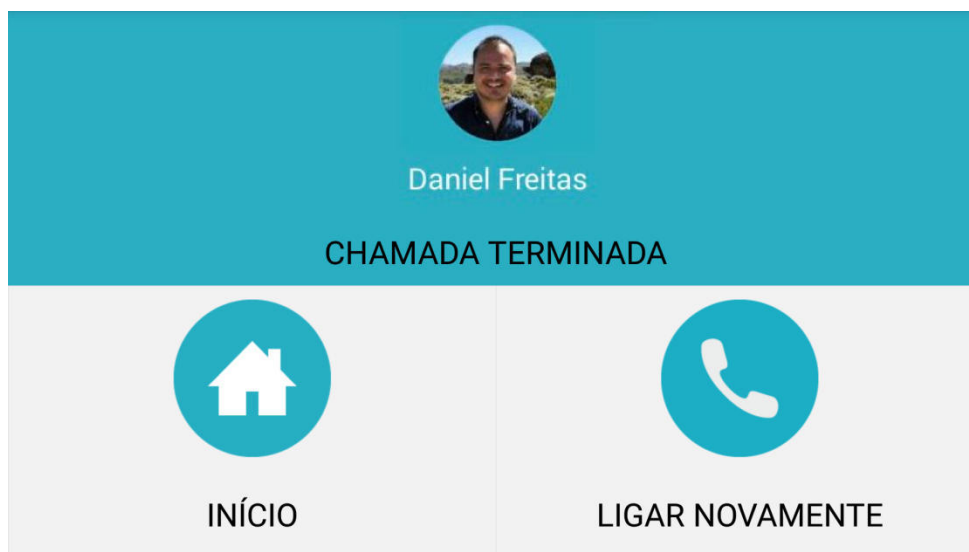 Daniel Freitas
CHAMADA TERMINADA
INÍCIO
LIGAR NOVAMENTE